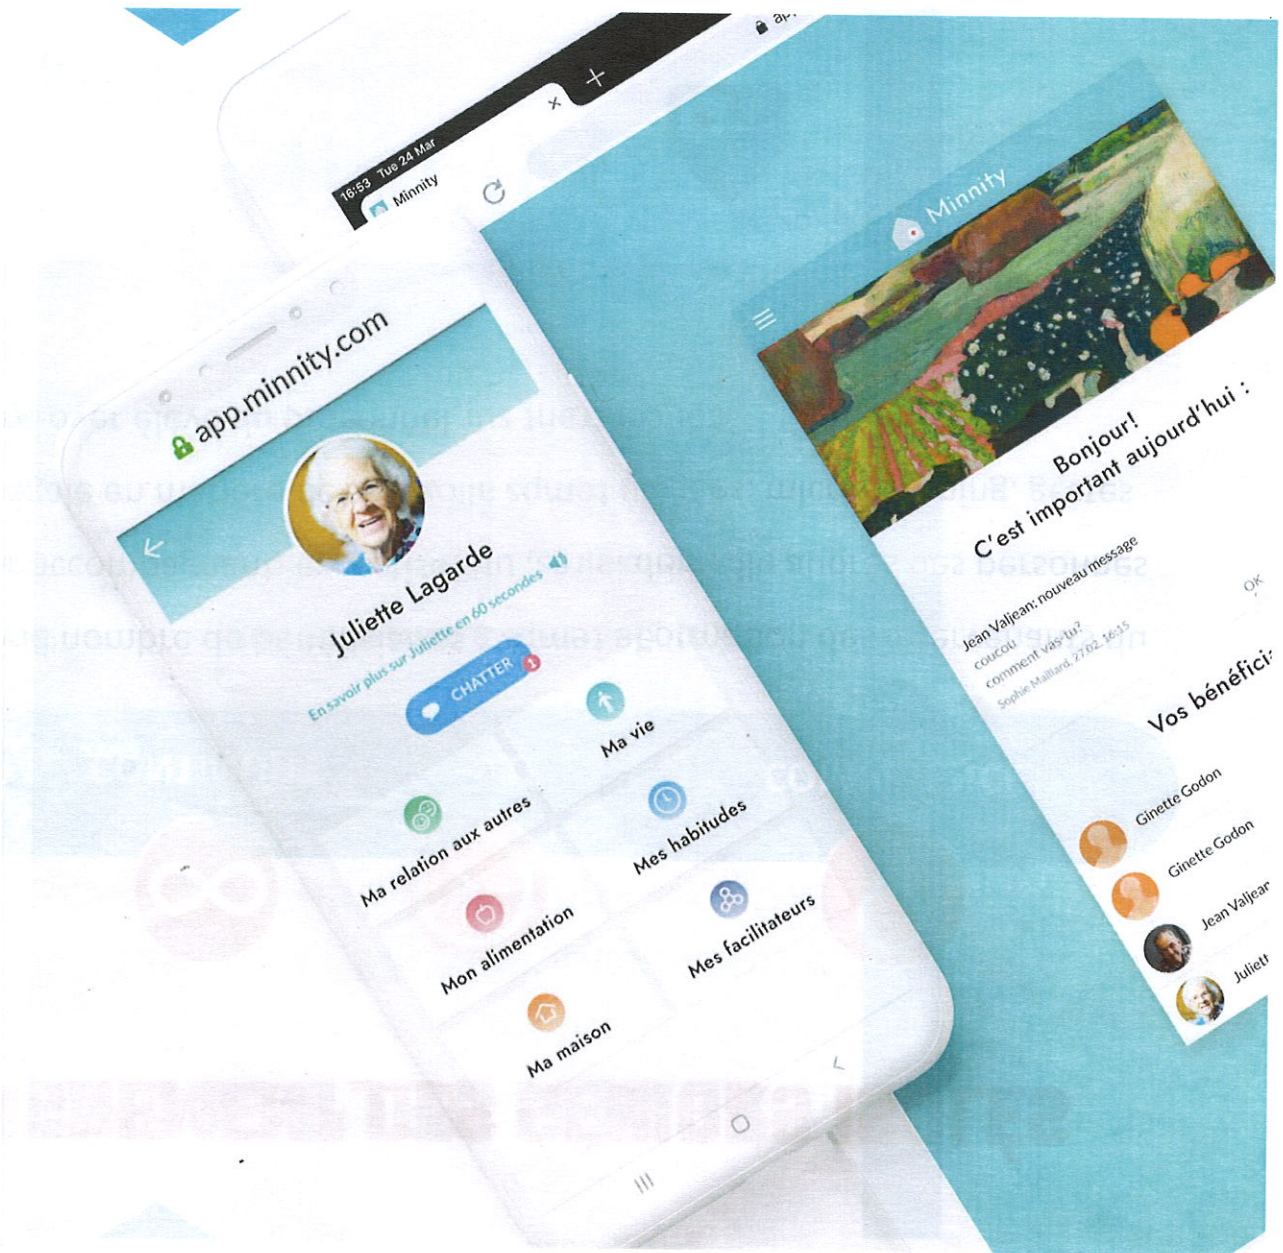 16:53 Tue 24 Mar
Minnity
app.minnity.com
Juliette Lagarde
En savoir plus sur Juliette en 60 secondes
CHATTER
1
Ma vie
Ma relation aux autres
Mes habitudes
Mon alimentation
Mes facilitateurs
Ma maison
Minnity
Bonjour!
C'est important aujourd'hui :
Jean Valjean: nouveau message
coucou
comment vas-tu?
Sophie Maillard, 27.02 16:15
OK
Vos
Ginette Godon
Ginette Godon
Jean Valjean